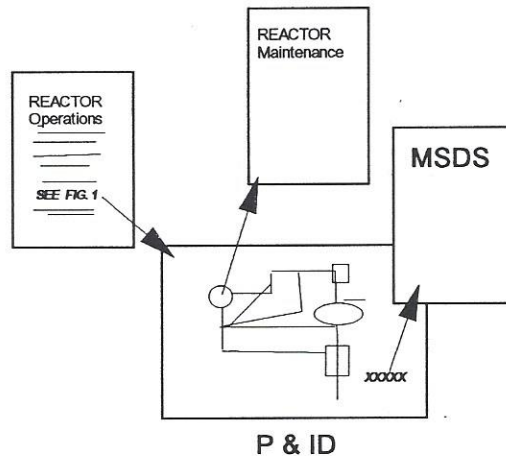 REACTOR
Maintenance
REACTOR
Operations
SEE FIG. 1
MSDS
XXXXX
P & ID